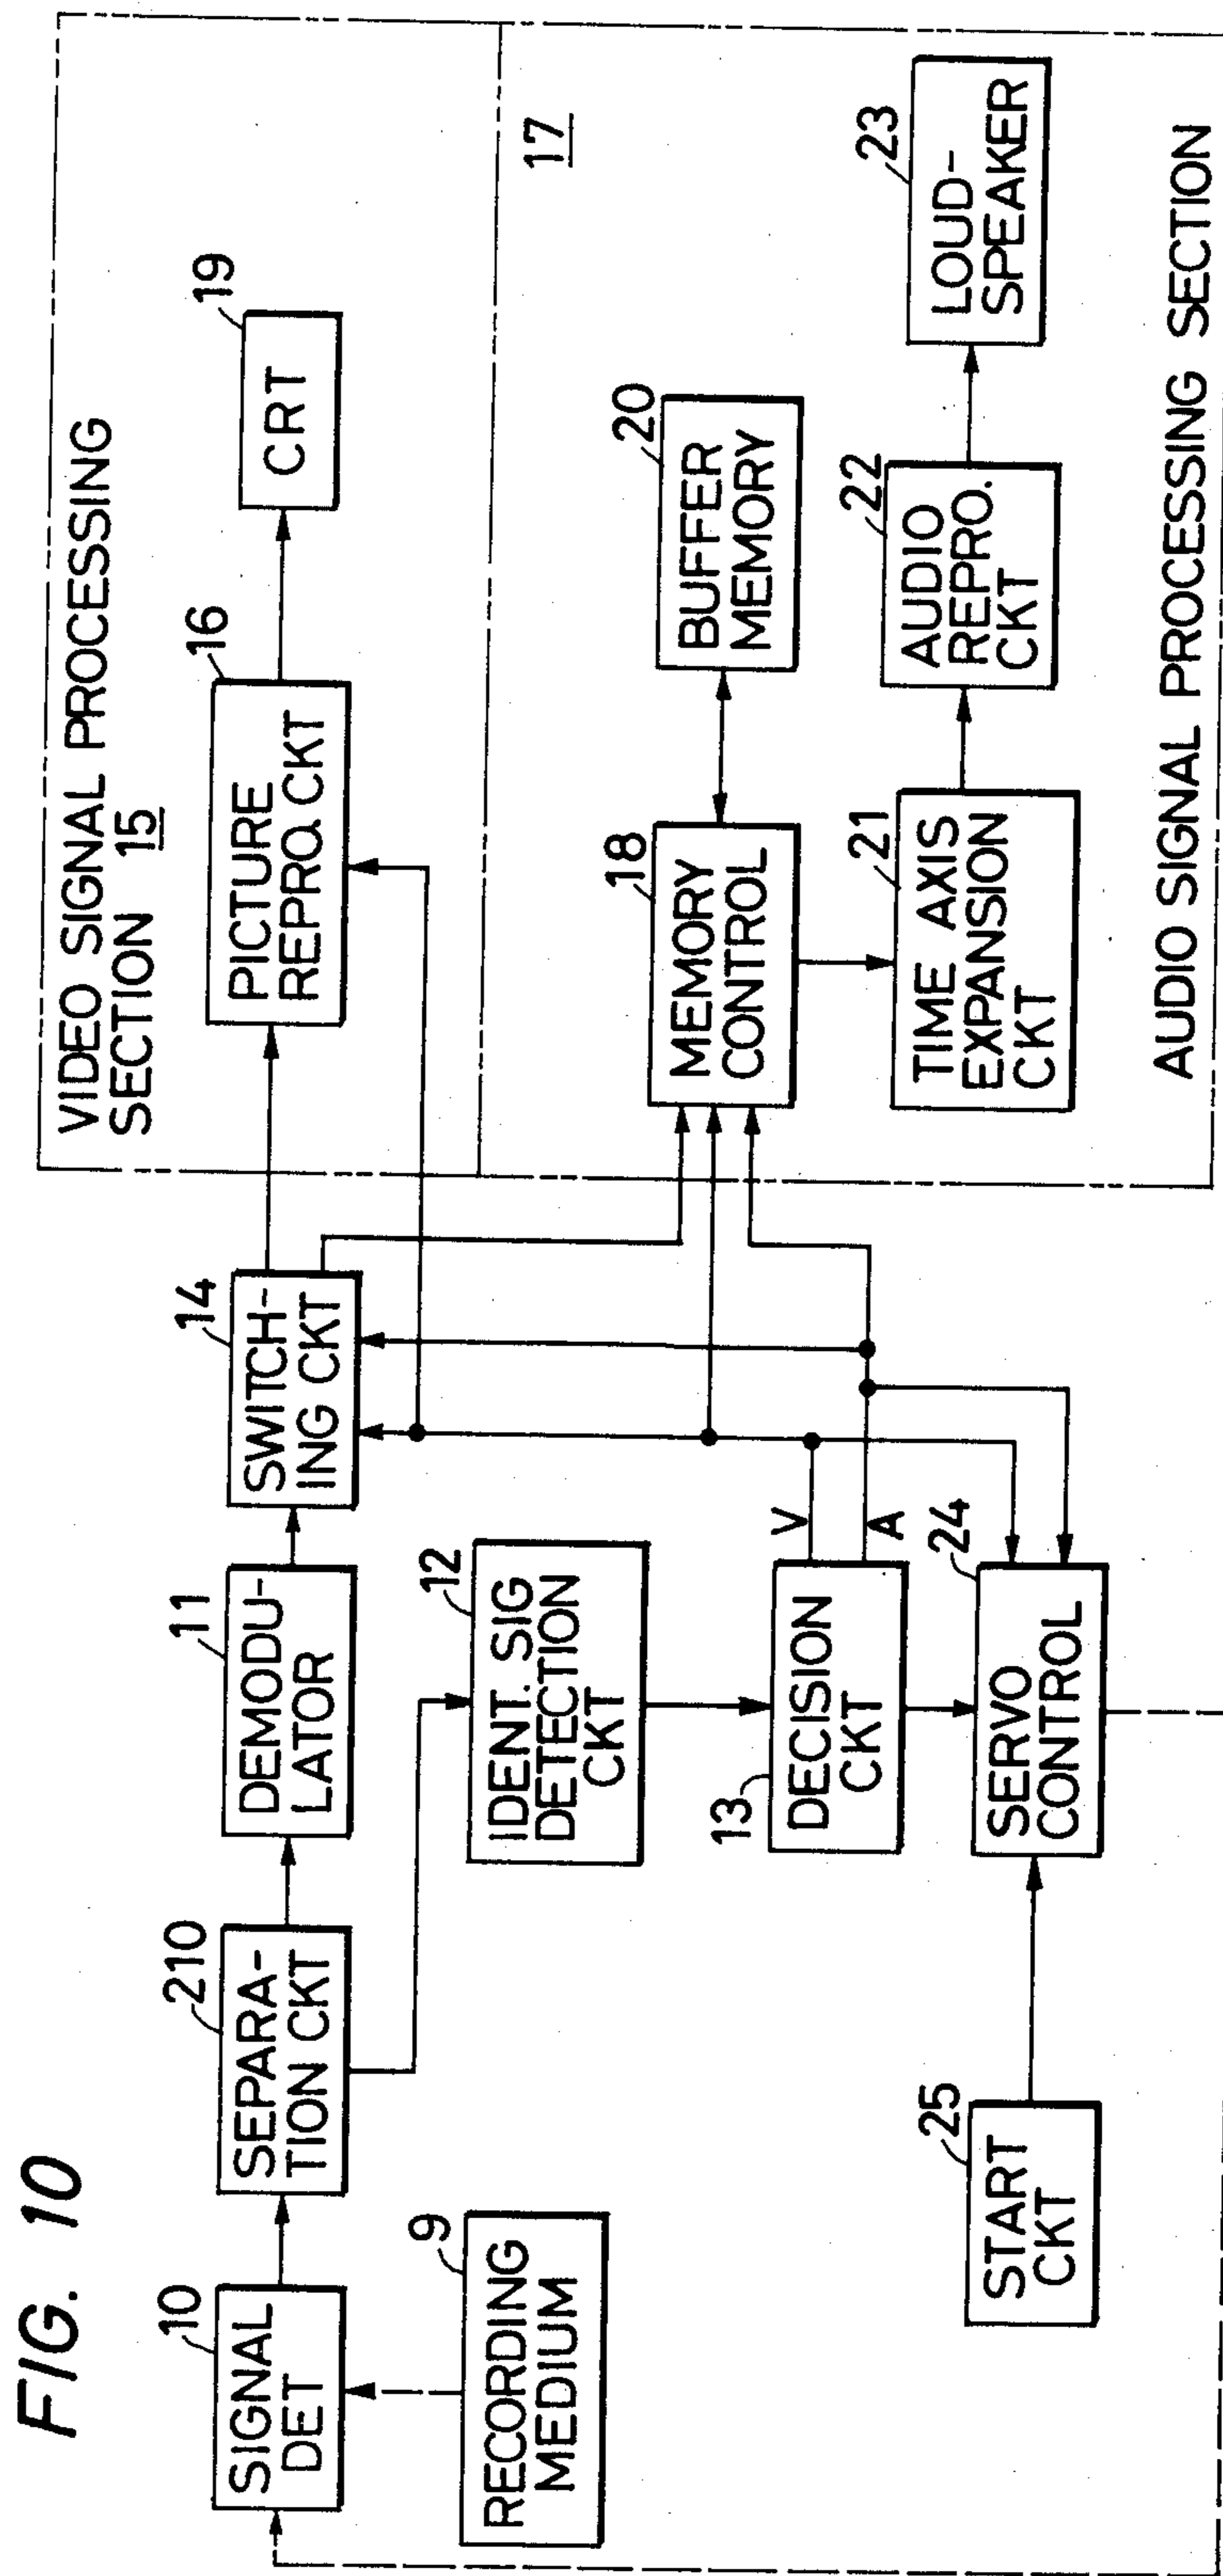 FIG. 10
VIDEO SIGNAL PROCESSING
SECTION 15
10
SIGNAL
DET
210
SEPARA-
TION CKT
11
DEMODU-
LATOR
14
SWITCH-
ING CKT
16
PICTURE
REPRO. CKT
19
CRT
9
RECORDING
MEDIUM
12
IDENT. SIG
DETECTION
CKT
17
18
MEMORY
CONTROL
20
BUFFER
MEMORY
13
DECISION
CKT
V
A
21
TIME AXIS
EXPANSION
CKT
22
AUDIO
REPRO.
CKT
23
LOUD-
SPEAKER
25
START
CKT
24
SERVO
CONTROL
AUDIO SIGNAL PROCESSING SECTION